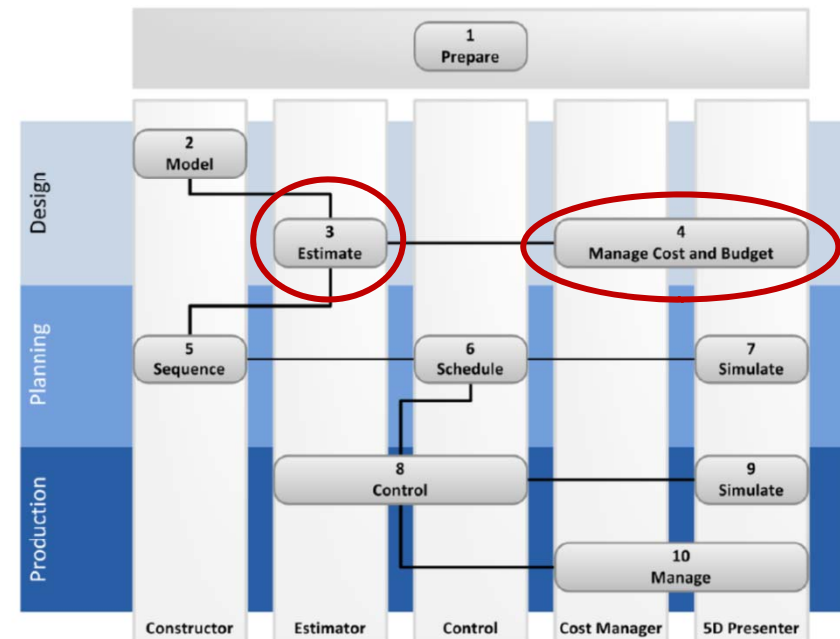 1
Prepare
Design
2
Model
3
Estimate
4
Manage Cost and Budget
Planning
5
Sequence
6
Schedule
7
Simulate
Production
8
Control
9
Simulate
10
Manage
Constructor
Estimator
Control
Cost Manager
5D Presenter